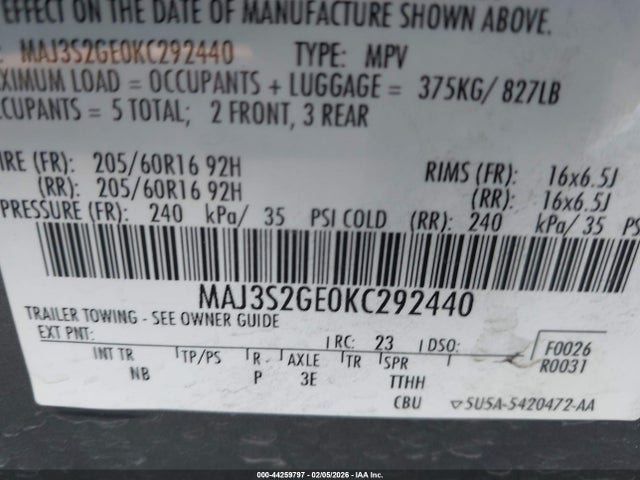 EFFECT ON THE DATE OF MANUFACTURE SHOWN ABOVE.
: MAJ3S2GE0KC292440 TYPE: MPV
XIMUM LOAD = OCCUPANTS + LUGGAGE = 375KG/ 827LB
CUPANTS = 5 TOTAL; 2 FRONT, 3 REAR
IRE (FR): 205/60R16 92H RIMS (FR): 16x6.5J
(RR): 205/60R16 92H (RR): 16x6.5J
PRESSURE (FR): 240 kPa/ 35 PSI COLD (RR): 240 kPa/ 35 PS
MAJ3S2GE0KC292440
TRAILER TOWING - SEE OWNER GUIDE
EXT PNT: RC: 23 DSO: F0026
INT TR TP/PS R AXLE TR SPR R0031
NB P 3E TTHH
CBU ▽5U5A-5420472-AA
000-44259797 - 02/05/2026 - IAA Inc.